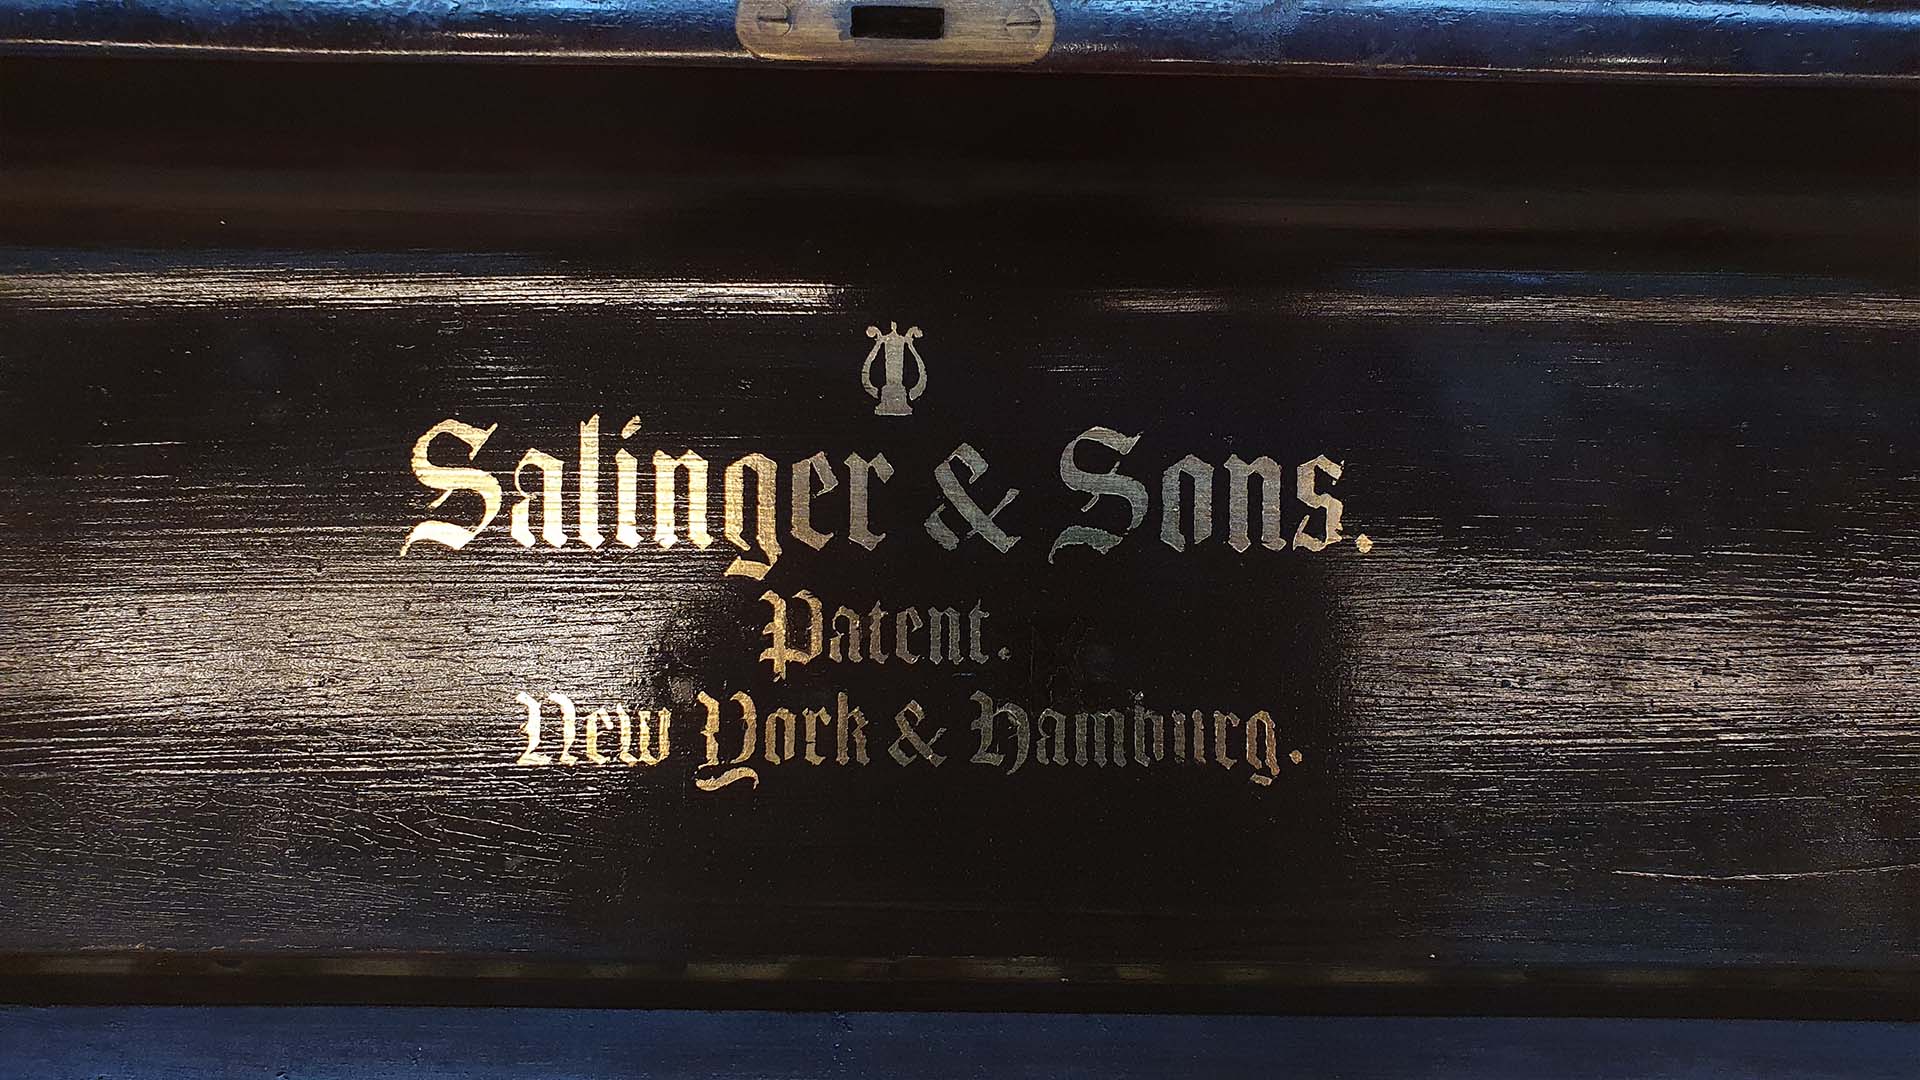 Salinger & Sons.
Patent.
New York & Hamburg.